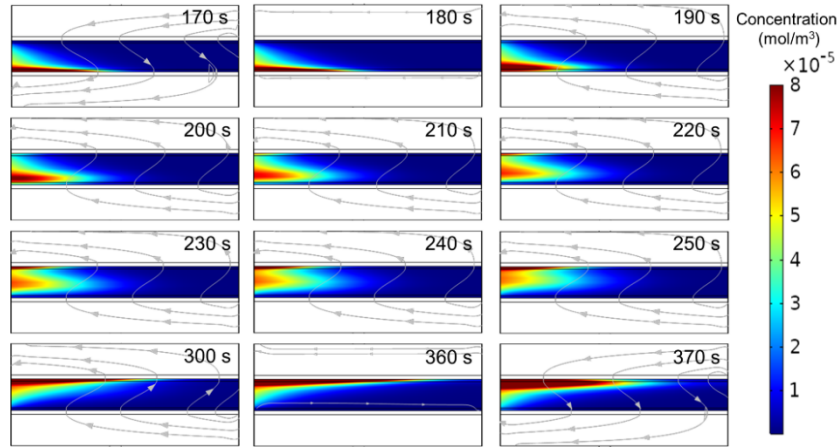 170 s
180 s
190 s
Concentration
(mol/m³)
×10⁻⁵
200 s
210 s
220 s
230 s
240 s
250 s
300 s
360 s
370 s
8
7
6
5
4
3
2
1